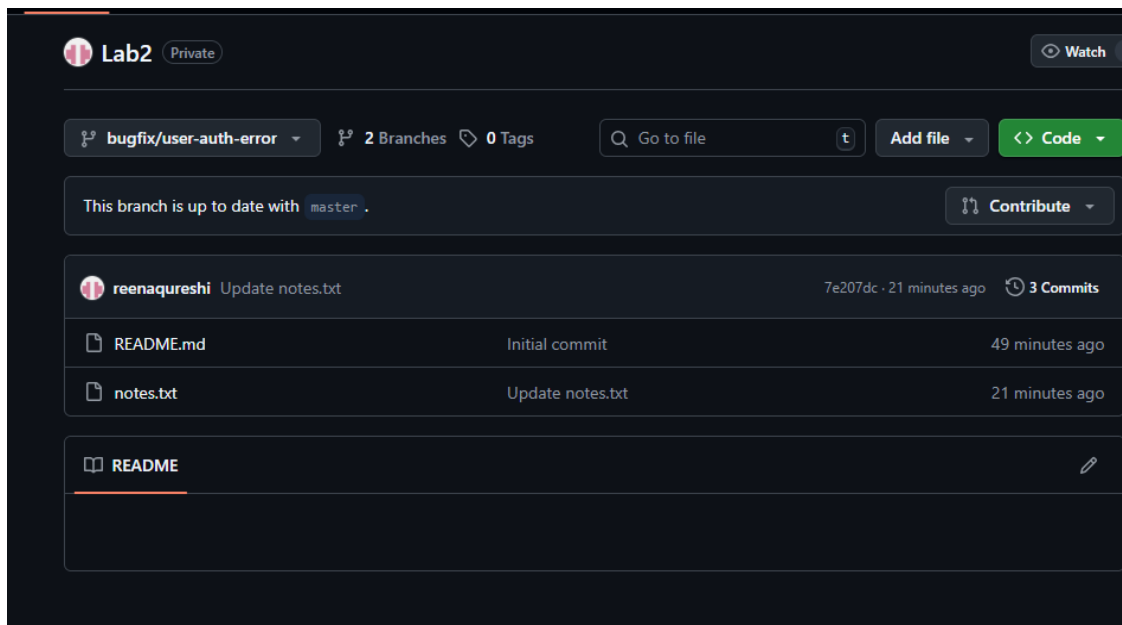 Lab2 Private Watch
bugfix/user-auth-error 2 Branches 0 Tags Go to file t Add file Code
This branch is up to date with master. Contribute
reenaqureshi Update notes.txt 7e207dc · 21 minutes ago 3 Commits
README.md Initial commit 49 minutes ago
notes.txt Update notes.txt 21 minutes ago
README